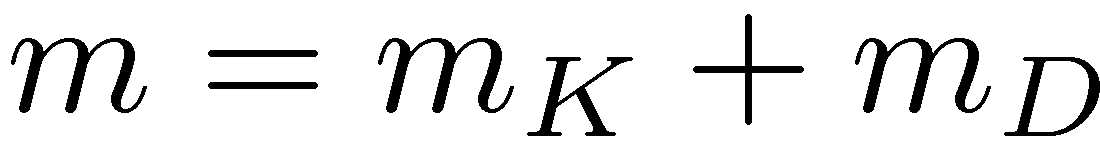 m = m_K + m_D